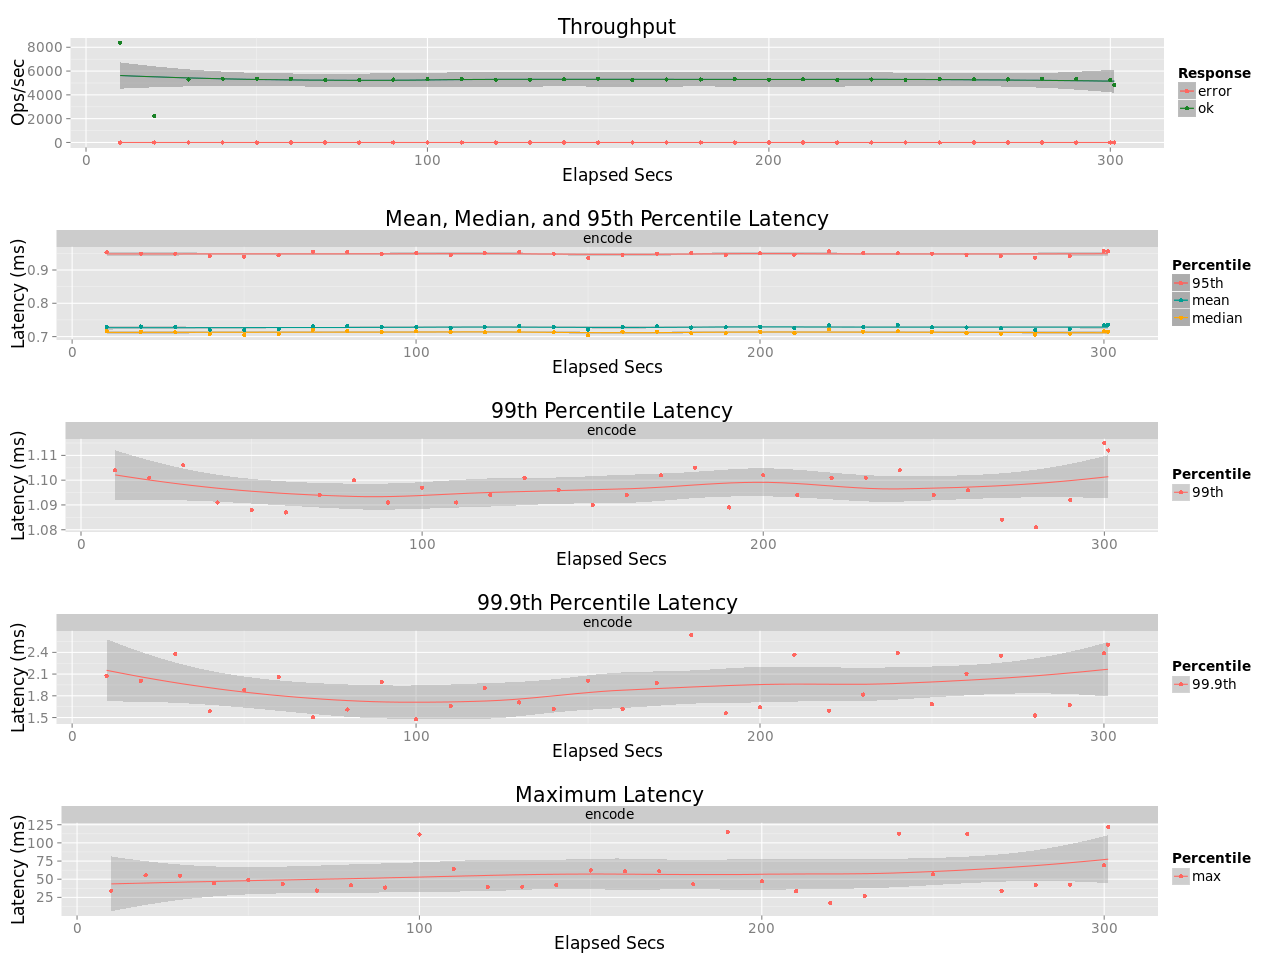 Throughput
8000
6000
4000
2000
0
Ops/sec
0 100 200 300
Elapsed Secs
Response
error
ok
Mean, Median, and 95th Percentile Latency
encode
0.9
0.8
0.7
Latency (ms)
0 100 200 300
Elapsed Secs
Percentile
95th
mean
median
99th Percentile Latency
encode
1.11
1.10
1.09
1.08
Latency (ms)
0 100 200 300
Elapsed Secs
Percentile
99th
99.9th Percentile Latency
encode
2.4
2.1
1.8
1.5
Latency (ms)
0 100 200 300
Elapsed Secs
Percentile
99.9th
Maximum Latency
encode
125
100
75
50
25
Latency (ms)
0 100 200 300
Elapsed Secs
Percentile
max